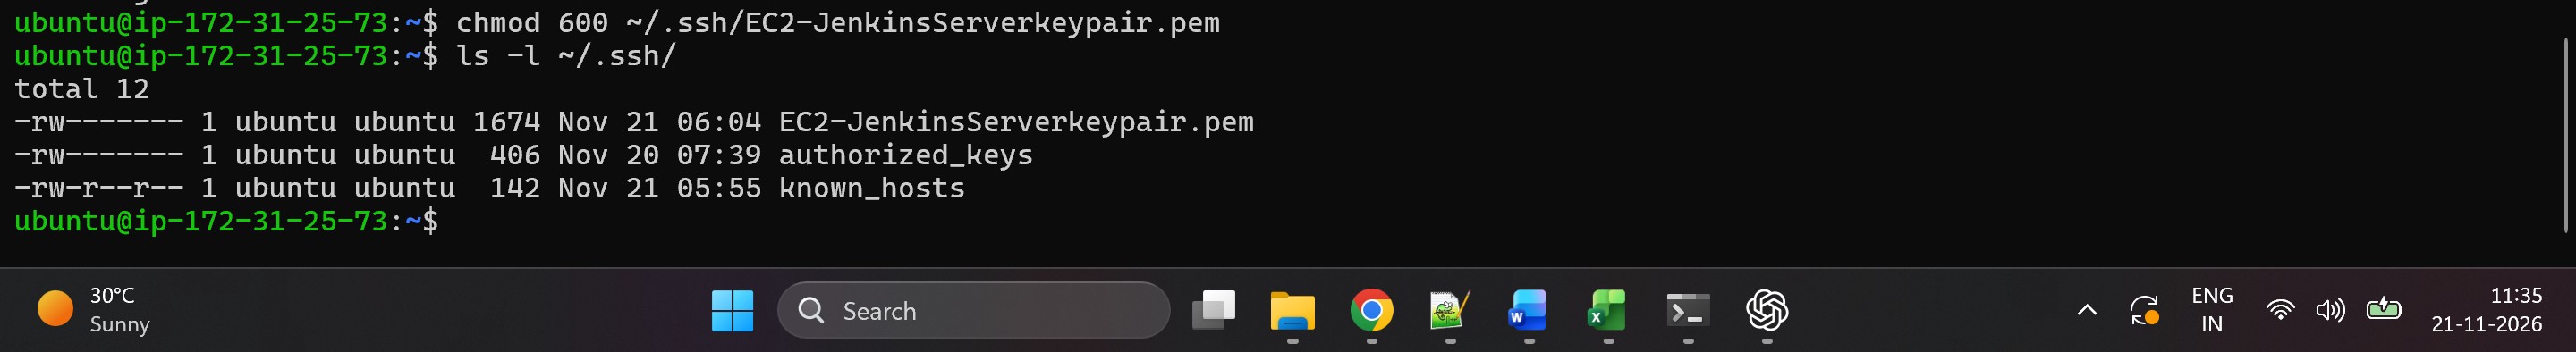 ubuntu@ip-172-31-25-73:~$ chmod 600 ~/.ssh/EC2-JenkinsServerkeypair.pem
ubuntu@ip-172-31-25-73:~$ ls -l ~/.ssh/
total 12
-rw------- 1 ubuntu ubuntu 1674 Nov 21 06:04 EC2-JenkinsServerkeypair.pem
-rw------- 1 ubuntu ubuntu  406 Nov 20 07:39 authorized_keys
-rw-r--r-- 1 ubuntu ubuntu  142 Nov 21 05:55 known_hosts
ubuntu@ip-172-31-25-73:~$
30°C
Sunny
Search
W
X
ENG
IN
11:35
21-11-2026